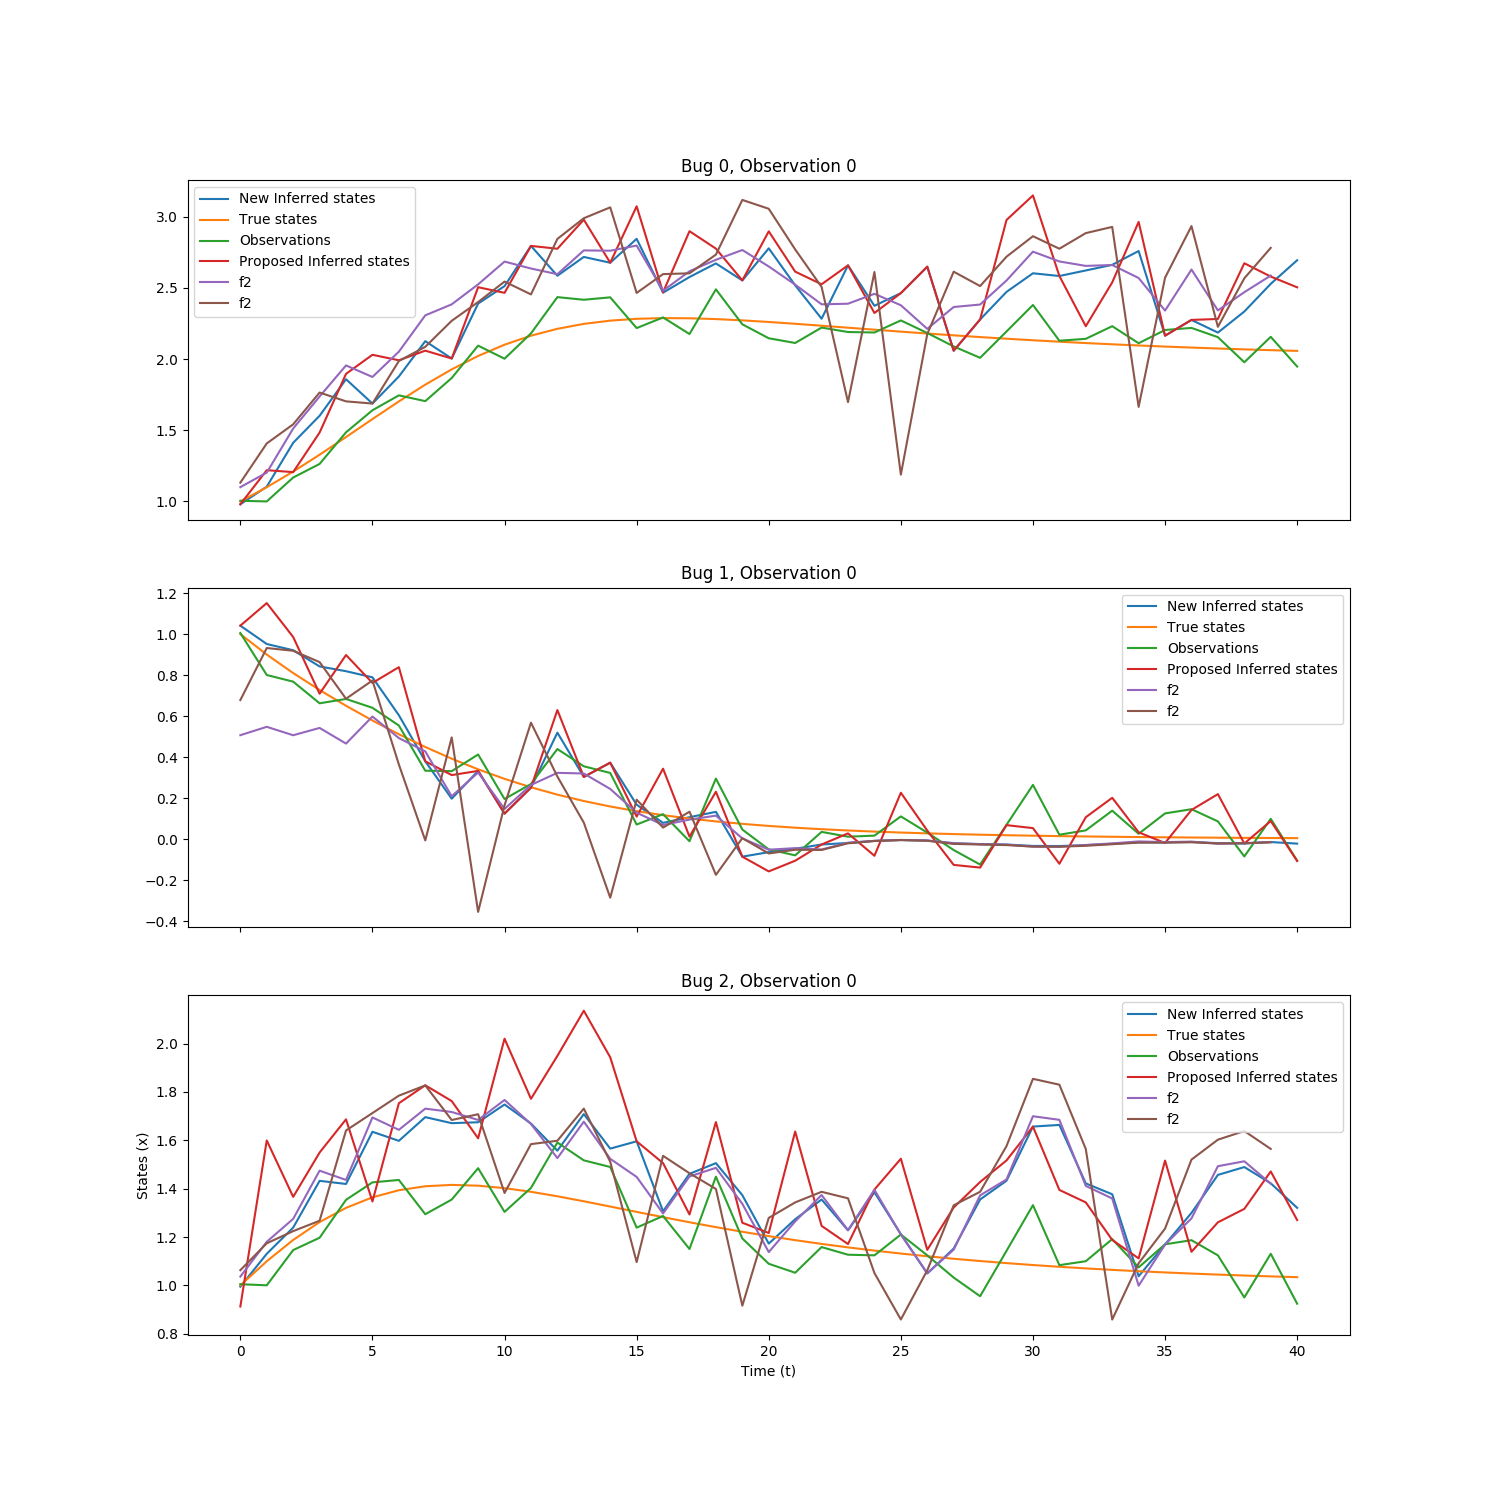 Bug 0, Observation 0
New Inferred states
True states
Observations
Proposed Inferred states
f2
f2
3.0
2.5
2.0
1.5
1.0
Bug 1, Observation 0
New Inferred states
True states
Observations
Proposed Inferred states
f2
f2
1.2
1.0
0.8
0.6
0.4
0.2
0.0
−0.2
−0.4
Bug 2, Observation 0
New Inferred states
True states
Observations
Proposed Inferred states
f2
f2
States (x)
2.0
1.8
1.6
1.4
1.2
1.0
0.8
0 5 10 15 20 25 30 35 40
Time (t)